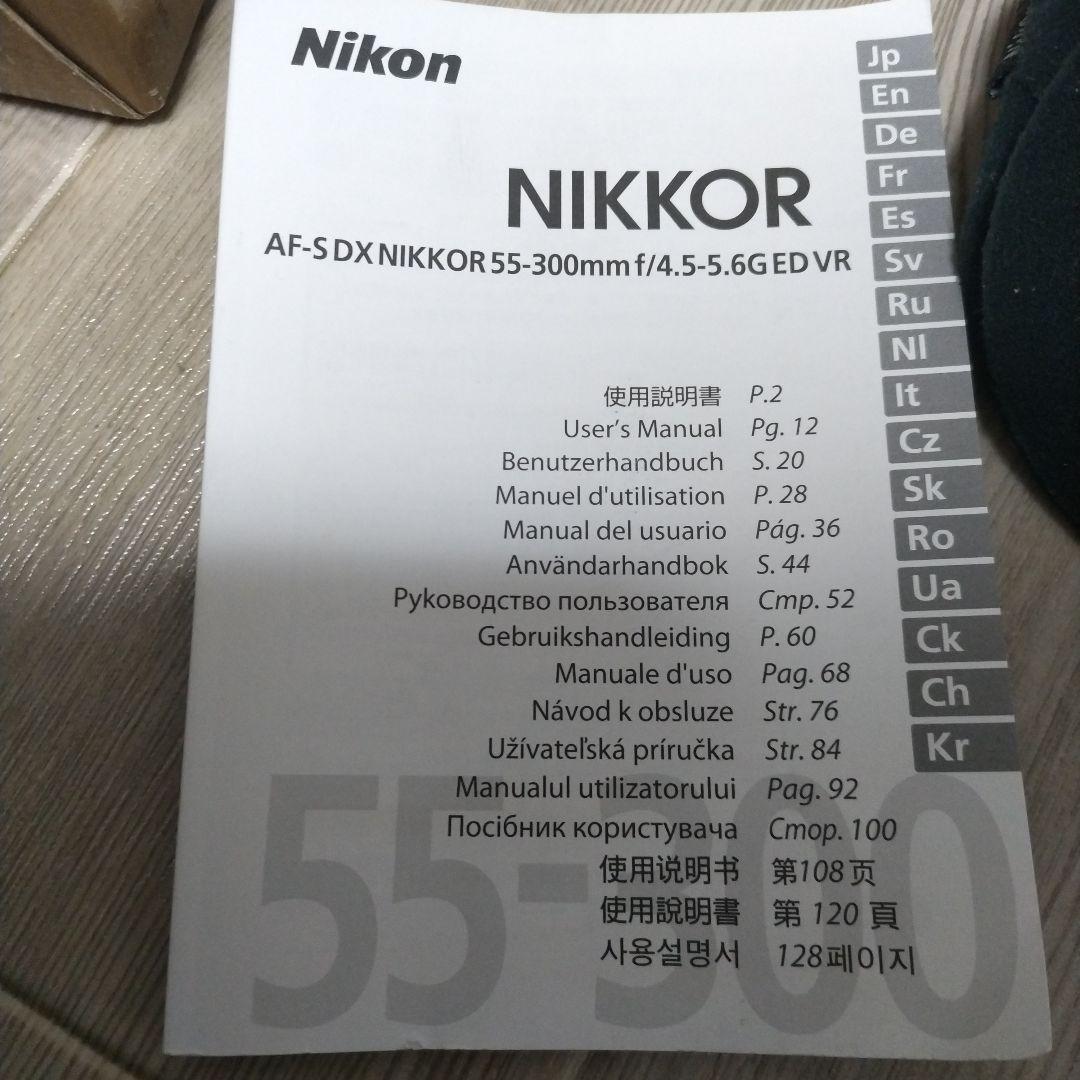 Nikon
NIKKOR
AF-S DX NIKKOR 55-300mm f/4.5-5.6G ED VR
使用説明書 P.2
User's Manual Pg. 12
Benutzerhandbuch S. 20
Manuel d'utilisation P. 28
Manual del usuario Pág. 36
Användarhandbok S. 44
Руководство пользователя Стр. 52
Gebruikshandleiding P. 60
Manuale d'uso Pag. 68
Návod k obsluze Str. 76
Užívateľská príručka Str. 84
Manualul utilizatorului Pag. 92
Посібник користувача Стор. 100
使用说明书 第108页
使用說明書 第 120 頁
사용설명서 128페이지
55-300
Jp
En
De
Fr
Es
Sv
Ru
Nl
It
Cz
Sk
Ro
Ua
Ck
Ch
Kr